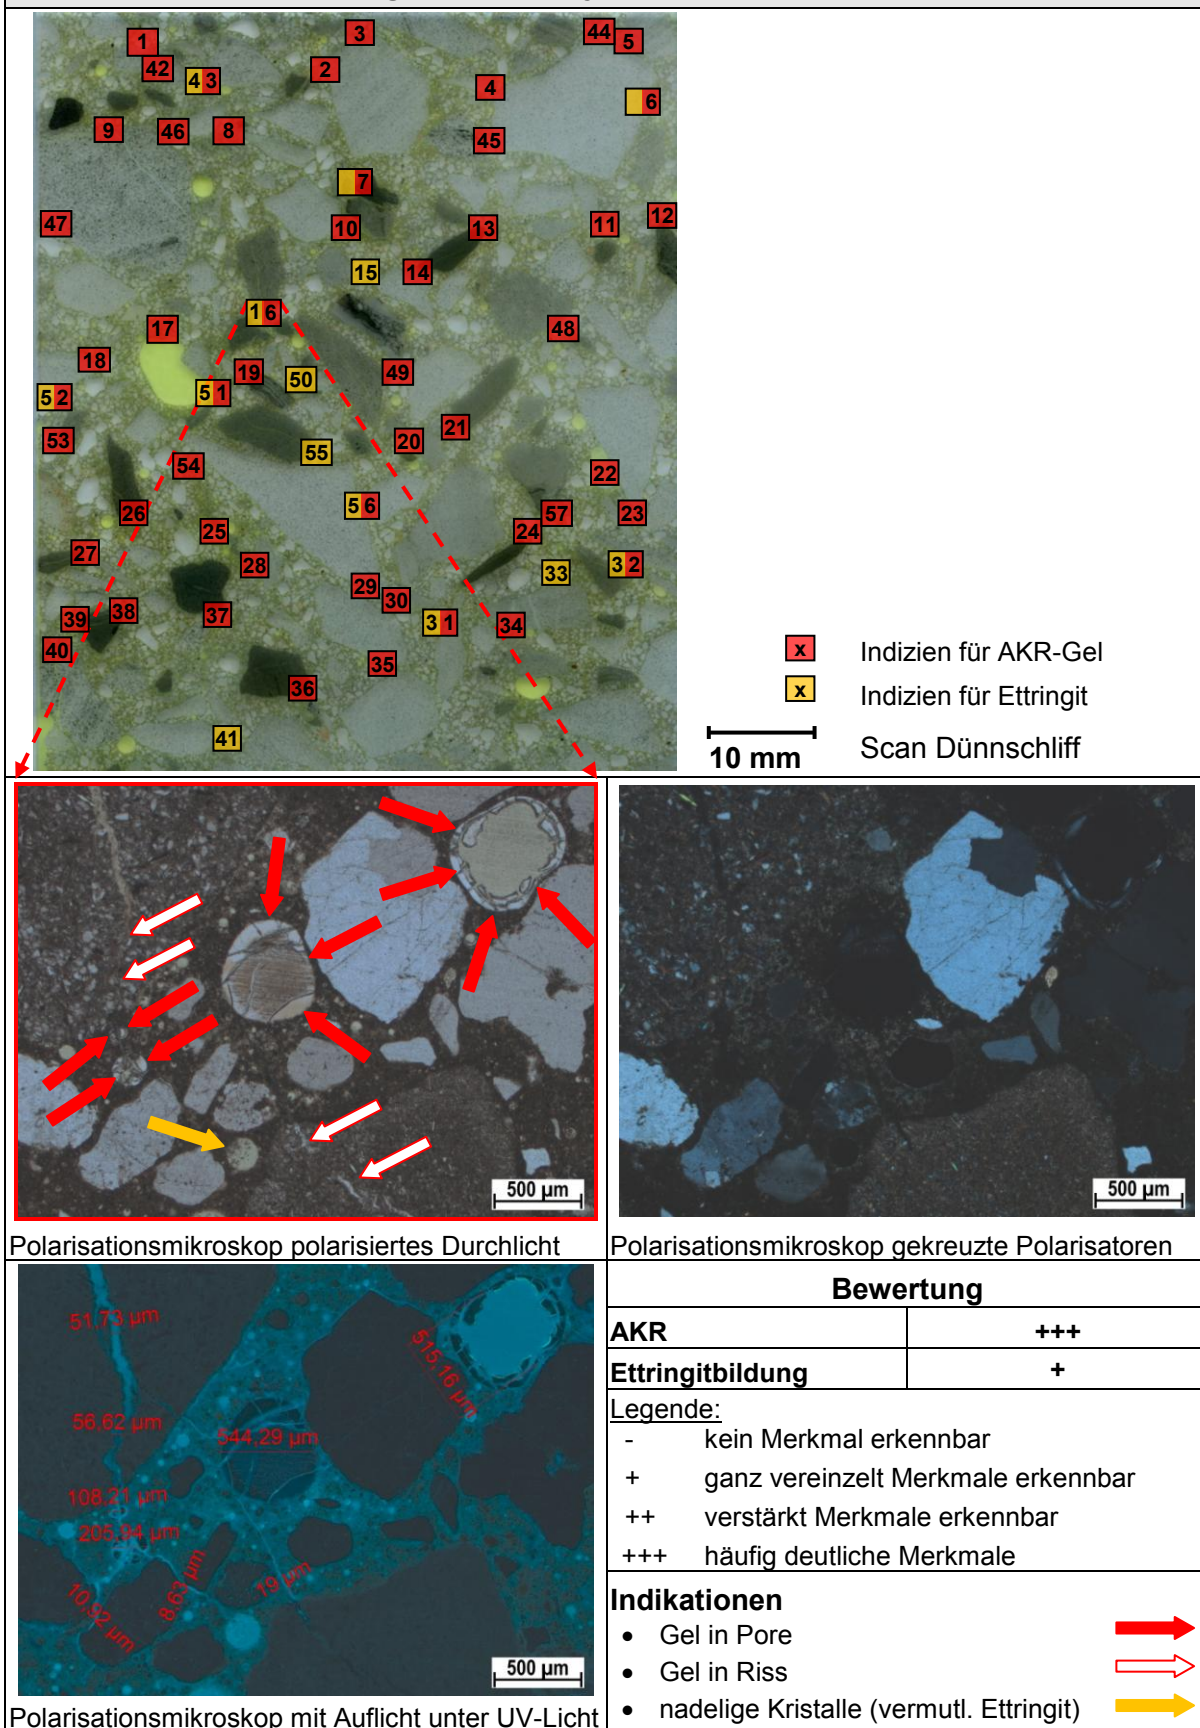 1
3
44
5
42
4 3
2
4
6
9
46
8
45
7
47
10
13
11
12
15
14
1 6
17
48
18
19
50
49
5 2
5 1
53
21
20
55
54
22
5 6
26
57
23
25
24
27
28
33
3 2
29
30
39
38
37
3 1
34
40
35
36
41
x Indizien für AKR-Gel
x Indizien für Ettringit
10 mm Scan Dünnschliff
500 µm
500 µm
Polarisationsmikroskop polarisiertes Durchlicht
Polarisationsmikroskop gekreuzte Polarisatoren
51,73 µm
515,16 µm
56,62 µm
544,29 µm
108,21 µm
205,94 µm
10,92 µm
8,63 µm
19 µm
500 µm
Polarisationsmikroskop mit Auflicht unter UV-Licht
Bewertung
AKR +++
Ettringitbildung +
Legende:
- kein Merkmal erkennbar
+ ganz vereinzelt Merkmale erkennbar
++ verstärkt Merkmale erkennbar
+++ häufig deutliche Merkmale
Indikationen
• Gel in Pore
• Gel in Riss
• nadelige Kristalle (vermutl. Ettringit)